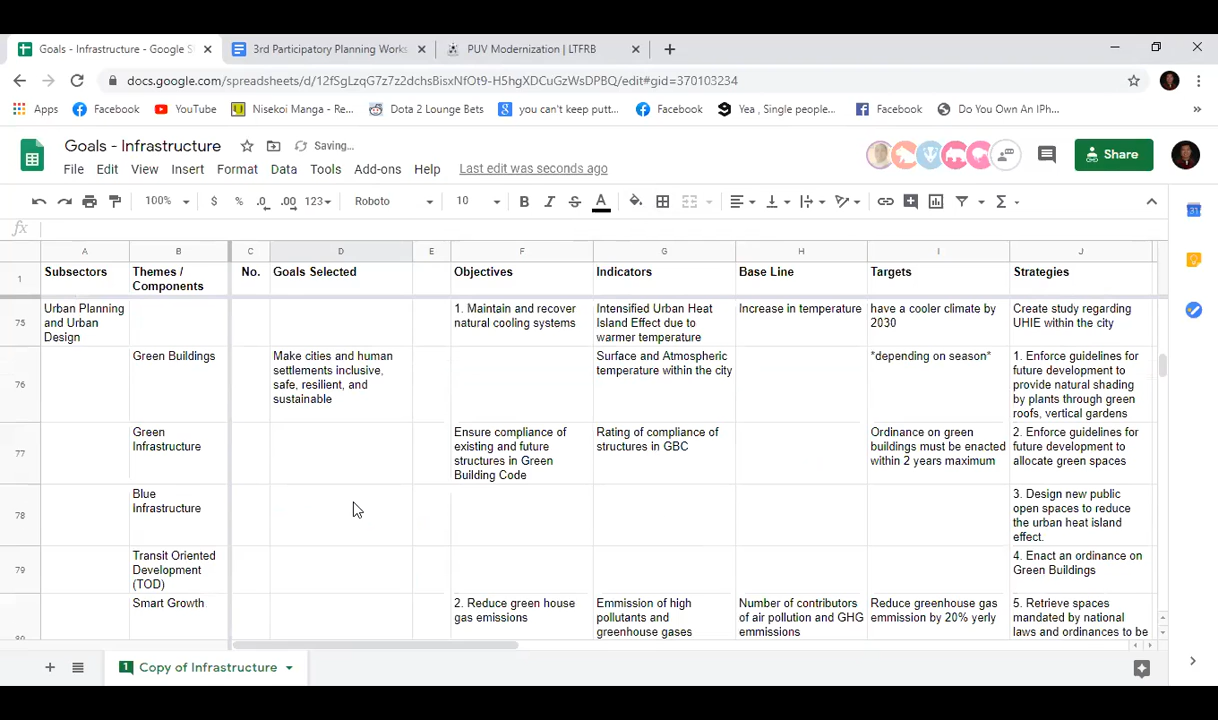 Goals - Infrastructure - Google S
3rd Participatory Planning Works
PUV Modernization | LTFRB
docs.google.com/spreadsheets/d/12fSgLzqG7z7z2dchs8isxNfOt9-H5hgXDCuGzWsDPBQ/edit#gid=370103234
Apps
Facebook
YouTube
Nisekoi Manga - Re...
Dota 2 Lounge Bets
you can't keep putt...
Facebook
Yea , Single people...
Facebook
Do You Own An IPh...
»
Goals - Infrastructure
Saving...
Share
File Edit View Insert Format Data Tools Add-ons Help
Last edit was seconds ago
100% $ % .0 .00 123 Roboto 10 B I S A Σ
fx
A B C D E F G H I J
1
Subsectors
Themes /
Components
No.
Goals Selected
Objectives
Indicators
Base Line
Targets
Strategies
75
Urban Planning
and Urban
Design
1. Maintain and recover
natural cooling systems
Intensified Urban Heat
Island Effect due to
warmer temperature
Increase in temperature
have a cooler climate by
2030
Create study regarding
UHIE within the city
76
Green Buildings
Make cities and human
settlements inclusive,
safe, resilient, and
sustainable
Surface and Atmospheric
temperature within the city
*depending on season*
1. Enforce guidelines for
future development to
provide natural shading
by plants through green
roofs, vertical gardens
77
Green
Infrastructure
Ensure compliance of
existing and future
structures in Green
Building Code
Rating of compliance of
structures in GBC
Ordinance on green
buildings must be enacted
within 2 years maximum
2. Enforce guidelines for
future development to
allocate green spaces
78
Blue
Infrastructure
3. Design new public
open spaces to reduce
the urban heat island
effect.
79
Transit Oriented
Development
(TOD)
4. Enact an ordinance on
Green Buildings
80
Smart Growth
2. Reduce green house
gas emissions
Emmission of high
pollutants and
greenhouse gases
Number of contributors
of air pollution and GHG
emmissions
Reduce greenhouse gas
emmission by 20% yerly
5. Retrieve spaces
mandated by national
laws and ordinances to be
1 Copy of Infrastructure
31